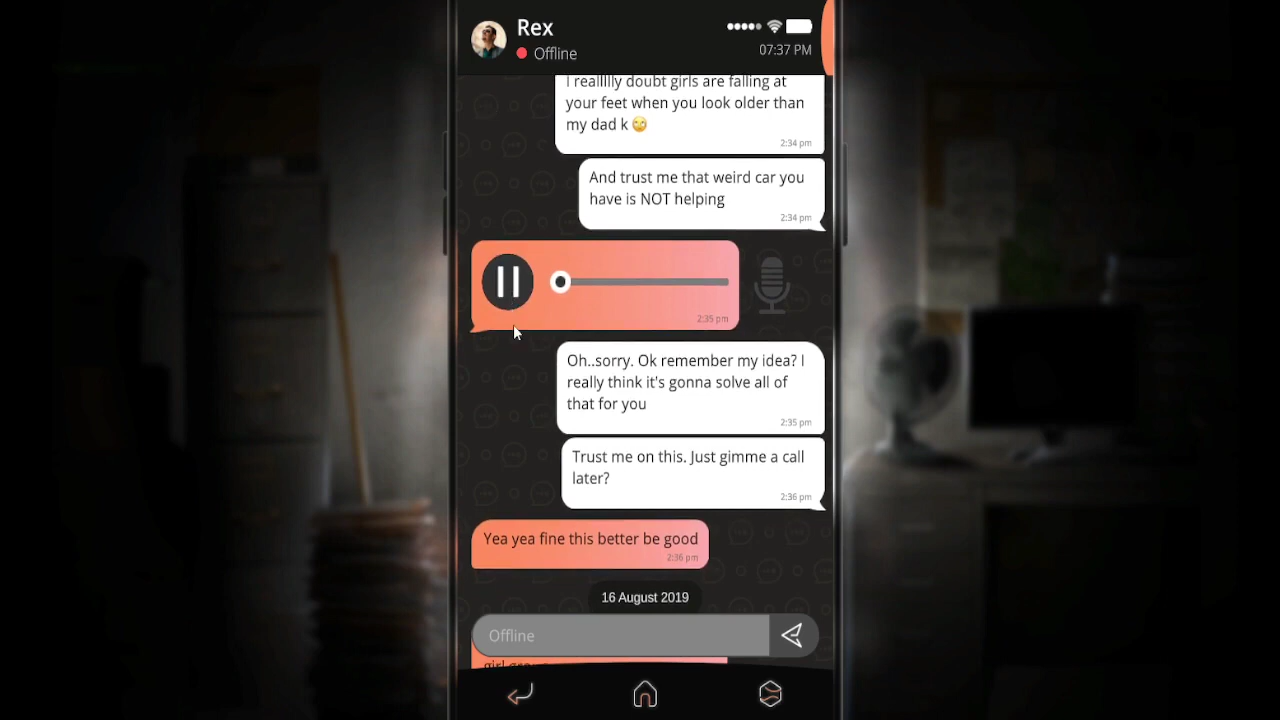 Rex
Offline
07:37 PM
I realllllly doubt girls are falling at
your feet when you look older than
my dad k 🙄
2:34 pm
And trust me that weird car you
have is NOT helping
2:34 pm
2:35 pm
Oh..sorry. Ok remember my idea? I
really think it's gonna solve all of
that for you
2:35 pm
Trust me on this. Just gimme a call
later?
2:36 pm
Yea yea fine this better be good
2:36 pm
16 August 2019
Offline
girl